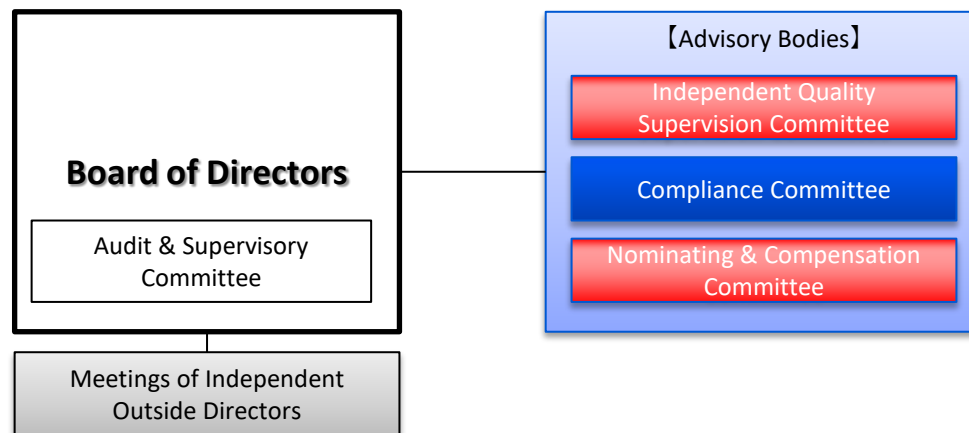 Board of Directors
Audit & Supervisory
Committee
Meetings of Independent
Outside Directors
【Advisory Bodies】
Independent Quality
Supervision Committee
Compliance Committee
Nominating & Compensation
Committee